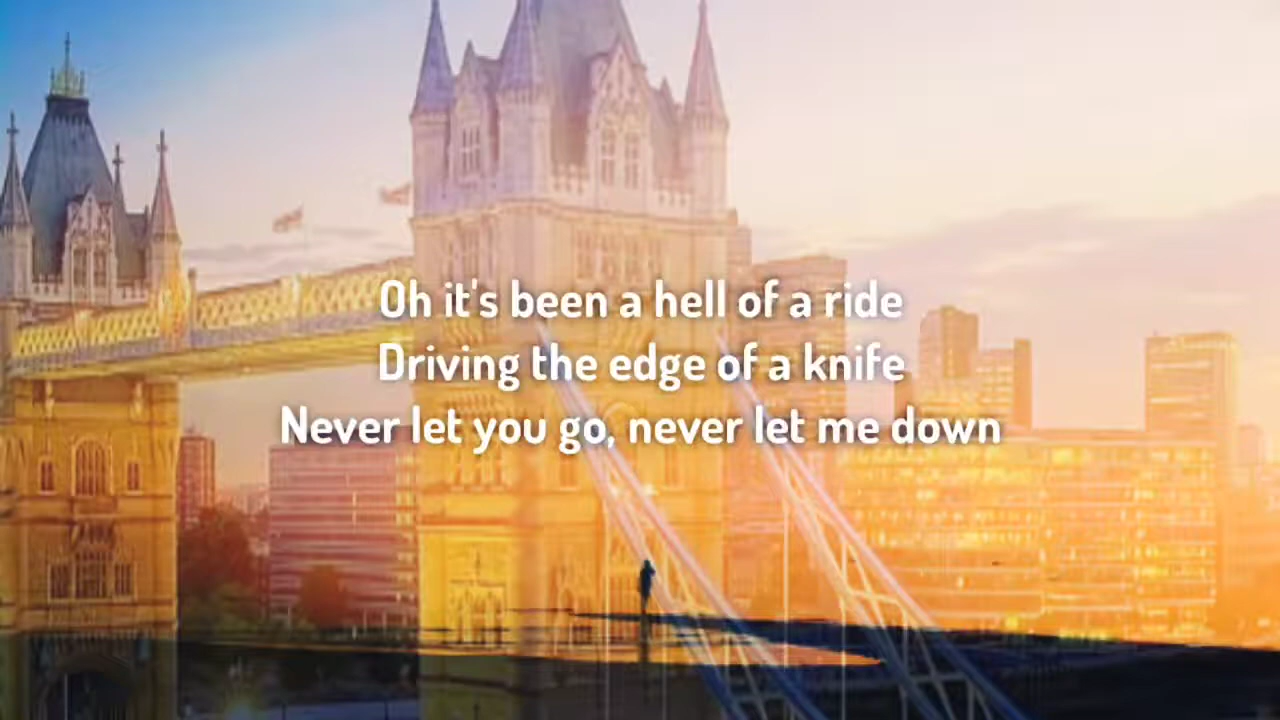 Oh it's been a hell of a ride
Driving the edge of a knife
Never let you go, never let me down